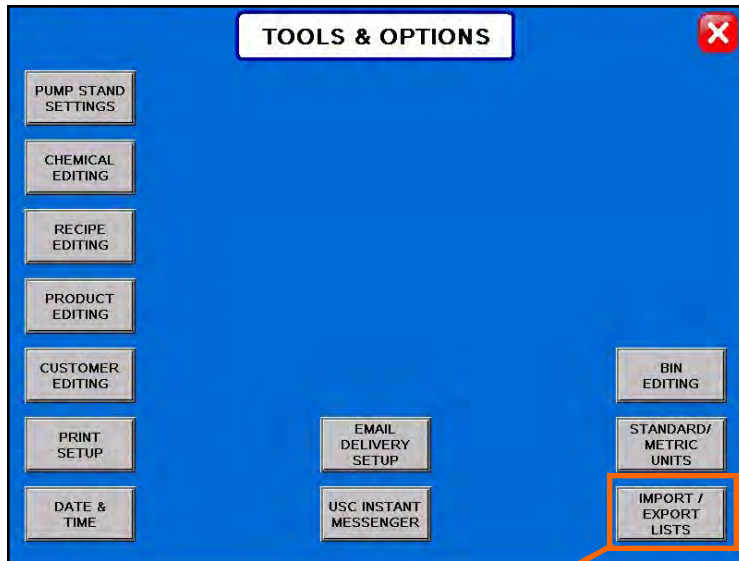 TOOLS & OPTIONS
PUMP STAND
SETTINGS
CHEMICAL
EDITING
RECIPE
EDITING
PRODUCT
EDITING
CUSTOMER
EDITING
PRINT
SETUP
DATE &
TIME
EMAIL
DELIVERY
SETUP
USC INSTANT
MESSENGER
BIN
EDITING
STANDARD/
METRIC
UNITS
IMPORT /
EXPORT
LISTS